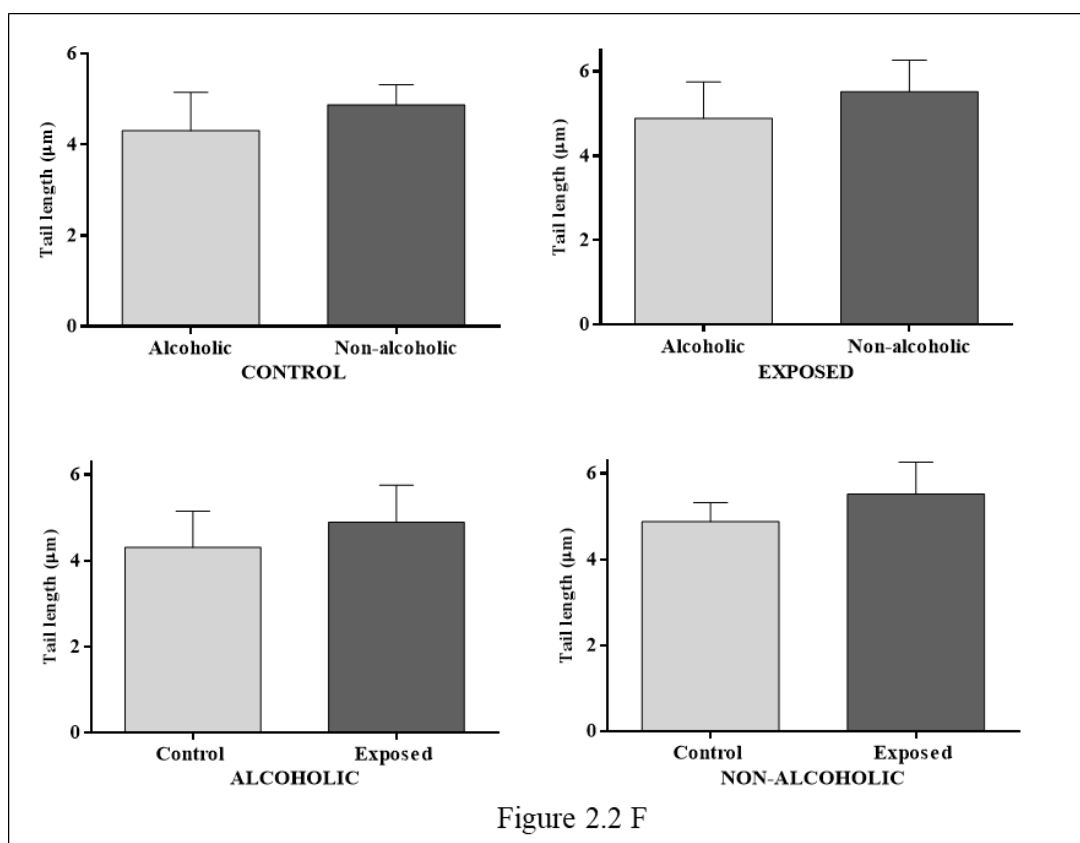 6
4
2
0
Tail length (µm)
Alcoholic Non-alcoholic
CONTROL
6
4
2
0
Tail length (µm)
Alcoholic Non-alcoholic
EXPOSED
6
4
2
0
Tail length (µm)
Control Exposed
ALCOHOLIC
6
4
2
0
Tail length (µm)
Control Exposed
NON-ALCOHOLIC
Figure 2.2 F